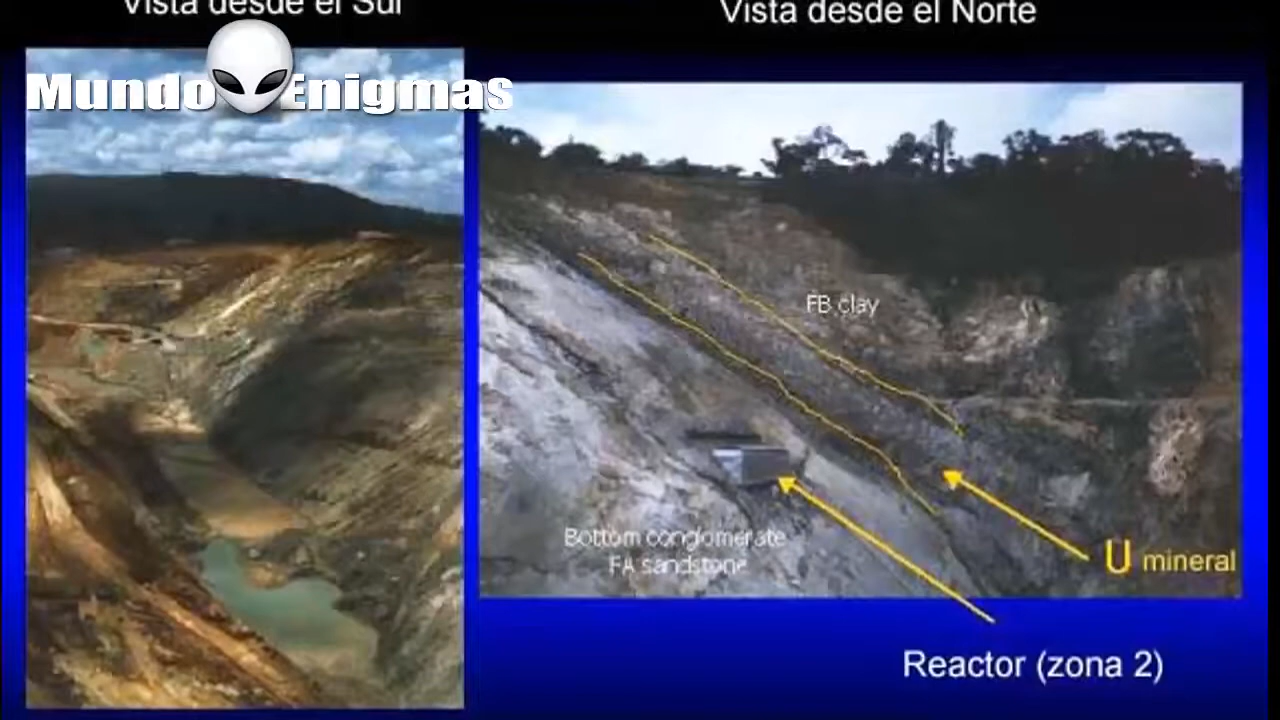 Vista desde el Sur
Vista desde el Norte
Mundo Enigmas
FB clay
Bottom conglomerate
FA sandstone
U mineral
Reactor (zona 2)